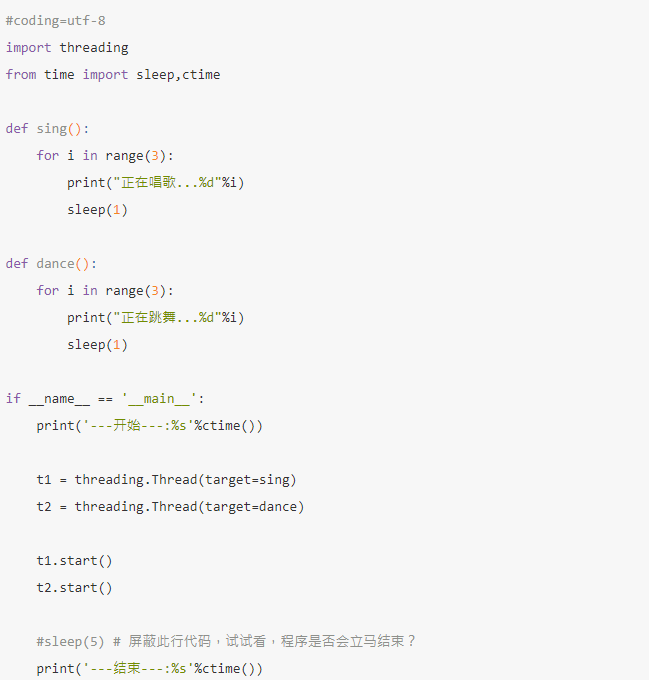 #coding=utf-8
import threading
from time import sleep,ctime
def sing():
    for i in range(3):
        print("正在唱歌...%d"%i)
        sleep(1)
def dance():
    for i in range(3):
        print("正在跳舞...%d"%i)
        sleep(1)
if __name__ == '__main__':
    print('---开始---:%s'%ctime())
    t1 = threading.Thread(target=sing)
    t2 = threading.Thread(target=dance)
    t1.start()
    t2.start()
    #sleep(5) # 屏蔽此行代码，试试看，程序是否会立马结束？
    print('---结束---:%s'%ctime())